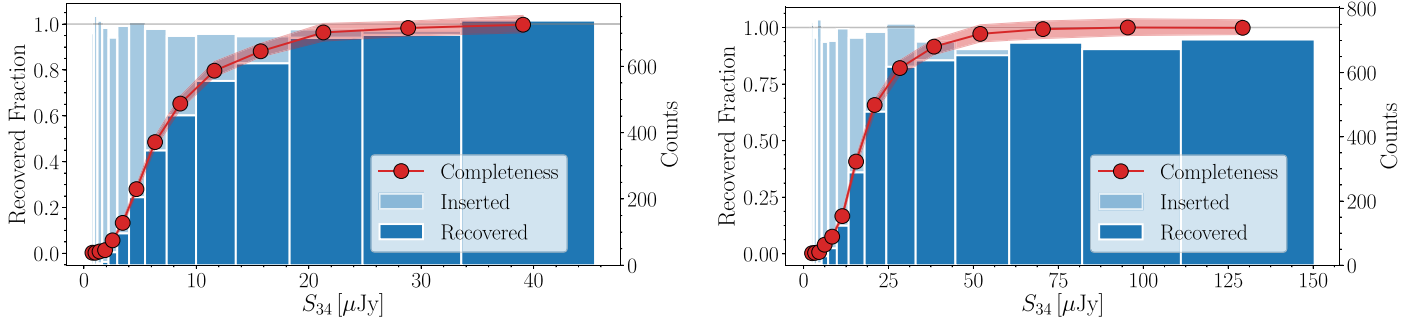 1.0
0.8
0.6
0.4
0.2
0.0
Recovered Fraction
600
400
200
0
Counts
Completeness
Inserted
Recovered
0 10 20 30 40
S34 [μJy]
1.00
0.75
0.50
0.25
0.00
Recovered Fraction
800
600
400
200
0
Counts
Completeness
Inserted
Recovered
0 25 50 75 100 125 150
S34 [μJy]